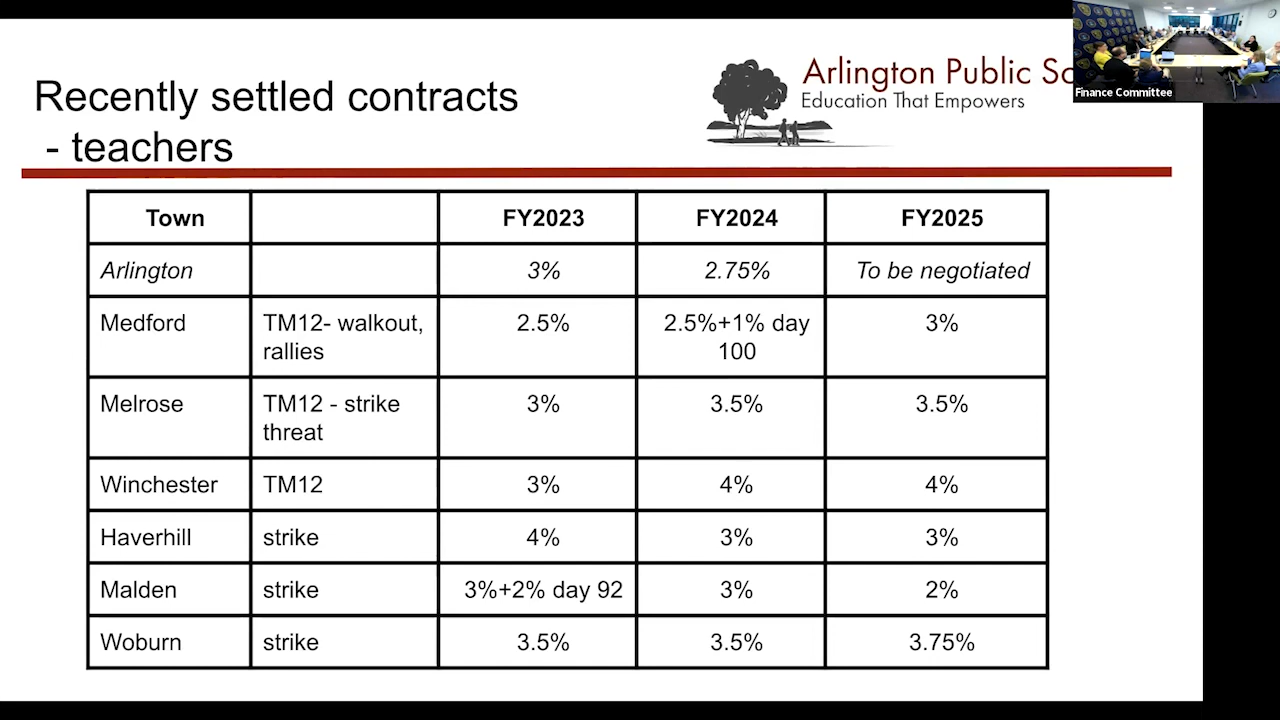 Recently settled contracts
- teachers
Arlington Public Sc
Education That Empowers
Finance Committee
Town FY2023 FY2024 FY2025
Arlington 3% 2.75% To be negotiated
Medford TM12- walkout, rallies 2.5% 2.5%+1% day 100 3%
Melrose TM12 - strike threat 3% 3.5% 3.5%
Winchester TM12 3% 4% 4%
Haverhill strike 4% 3% 3%
Malden strike 3%+2% day 92 3% 2%
Woburn strike 3.5% 3.5% 3.75%